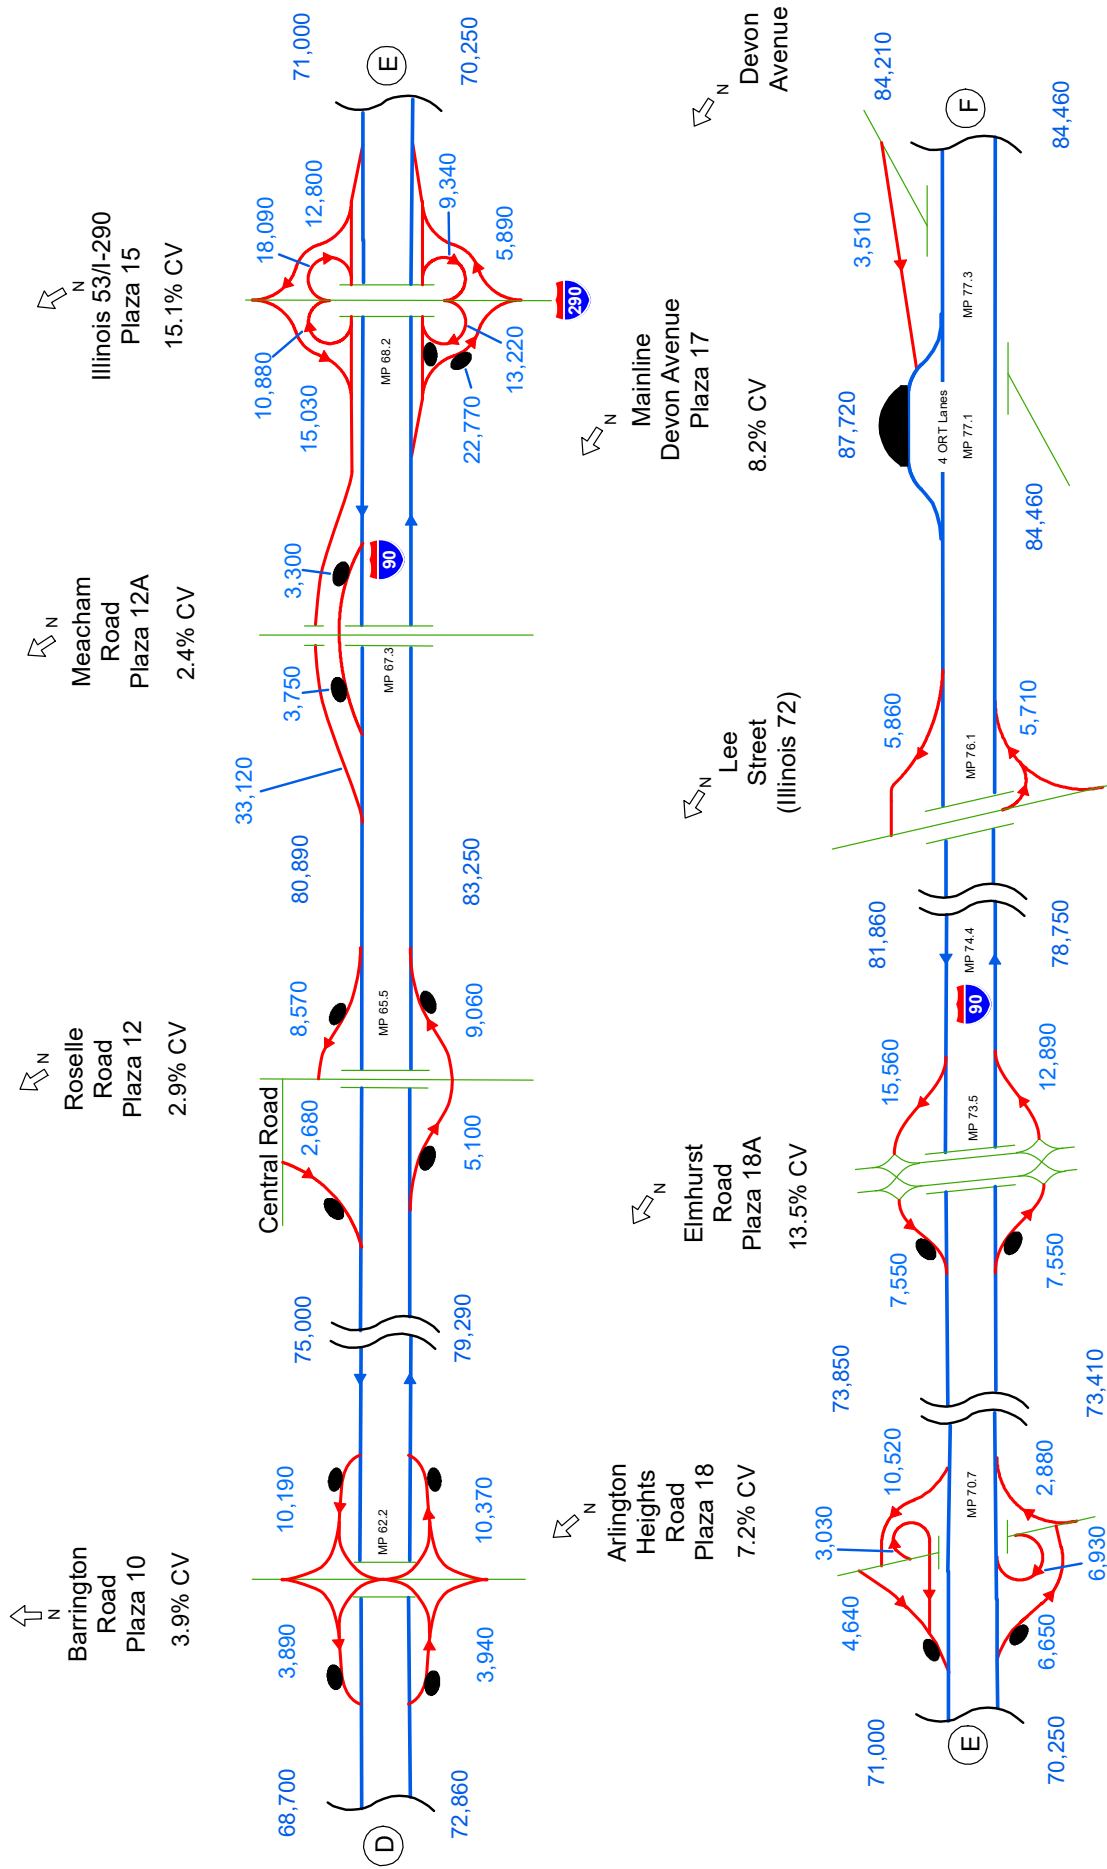 Barrington
Road
Plaza 10
3.9% CV
N
68,700
3,890
10,190
75,000
D
MP 62.2
72,860
3,940
10,370
79,290
Roselle
Road
Plaza 12
2.9% CV
N
Central Road
2,680
8,570
80,890
MP 65.5
5,100
9,060
83,250
Meacham
Road
Plaza 12A
2.4% CV
N
33,120
3,750
3,300
MP 67.3
90
Illinois 53/I-290
Plaza 15
15.1% CV
N
10,880
18,090
15,030
12,800
71,000
MP 68.2
E
22,770
13,220
9,340
5,890
70,250
290
Arlington
Heights
Road
Plaza 18
7.2% CV
N
71,000
4,640
3,030
10,520
73,850
E
MP 70.7
70,250
6,650
6,930
2,880
73,410
Elmhurst
Road
Plaza 18A
13.5% CV
N
7,550
15,560
81,860
MP 73.5
90
MP 74.4
7,550
12,890
78,750
Lee
Street
(Illinois 72)
N
5,860
MP 76.1
5,710
Mainline
Devon Avenue
Plaza 17
8.2% CV
N
87,720
4 ORT Lanes
MP 77.1
84,460
Devon
Avenue
N
3,510
84,210
MP 77.3
F
84,460